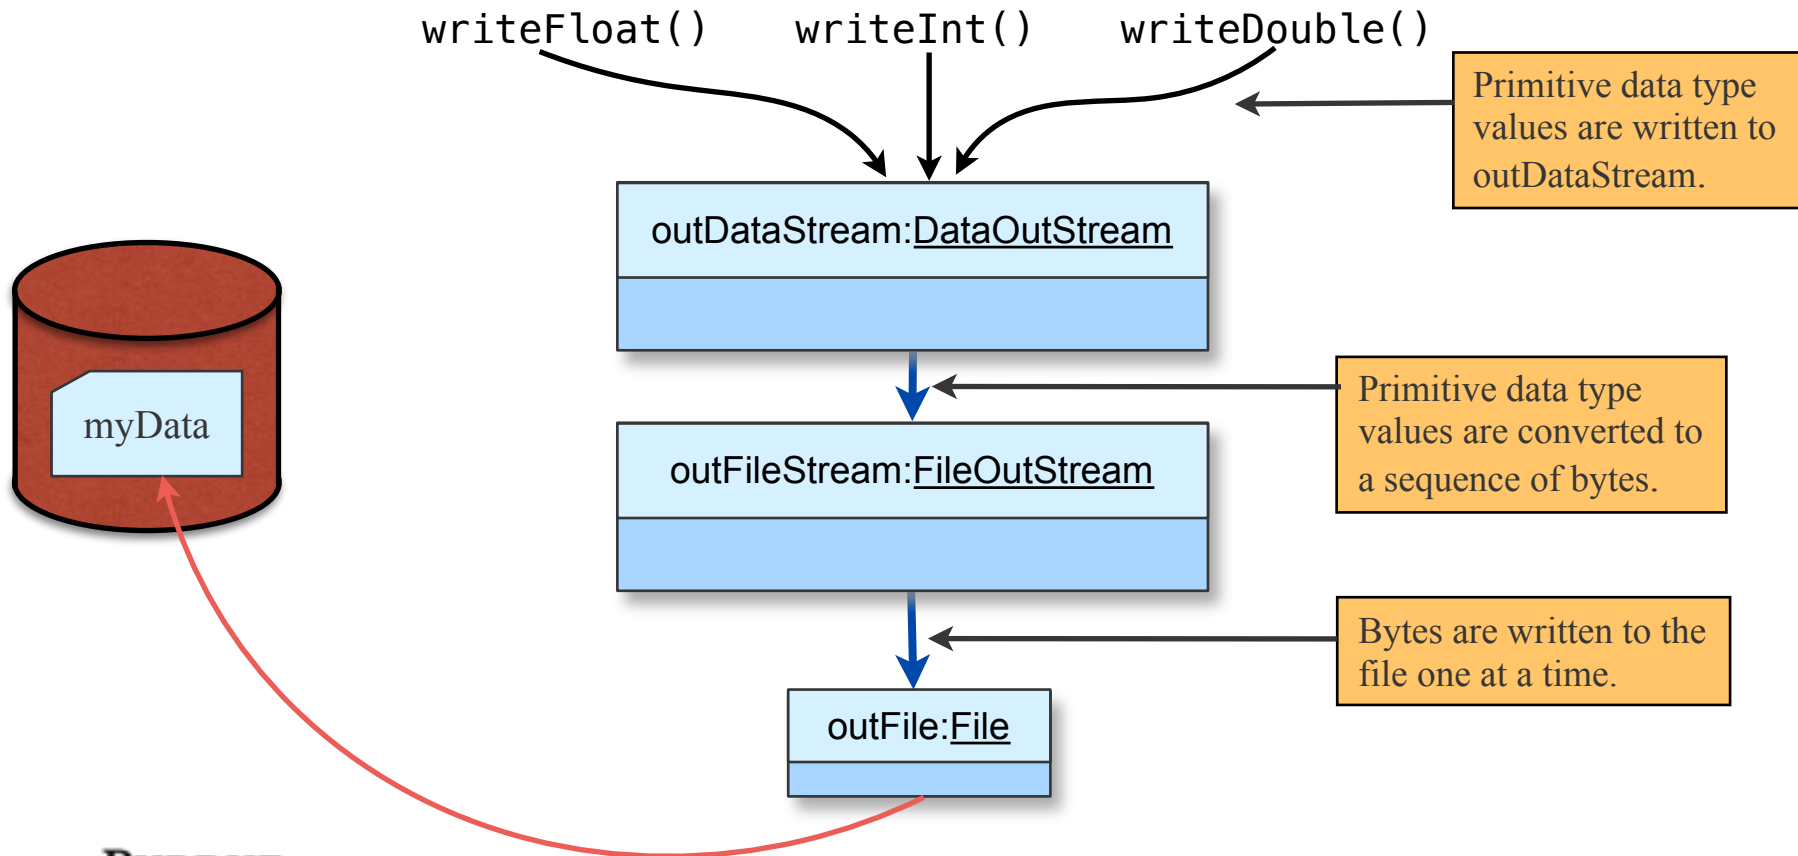 writeFloat() writeInt() writeDouble()
Primitive data type
values are written to
outDataStream.
outDataStream:DataOutStream
myData
Primitive data type
values are converted to
a sequence of bytes.
outFileStream:FileOutStream
Bytes are written to the
file one at a time.
outFile:File